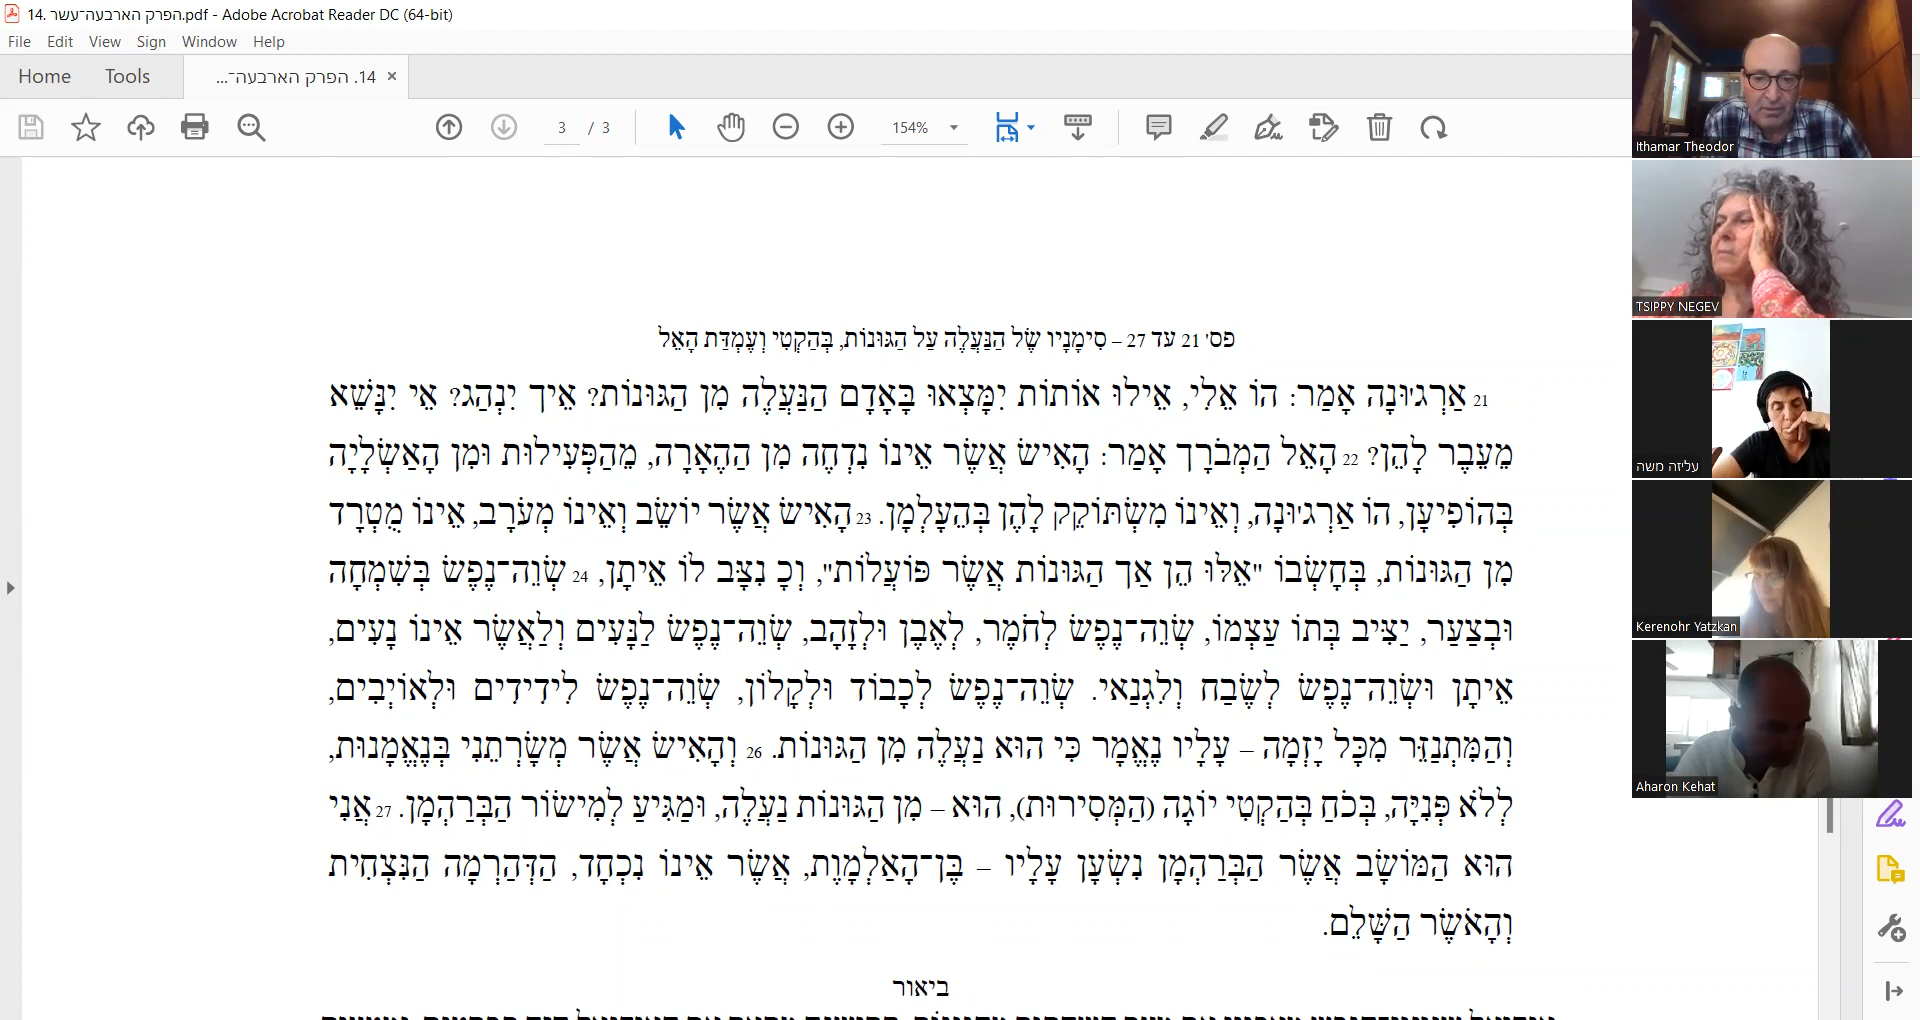 14. הפרק הארבעה־עשר.pdf - Adobe Acrobat Reader DC (64-bit)
File Edit View Sign Window Help
Home Tools 14. הפרק הארבעה־... ×
3 / 3 154%
פס' 21 עד 27 – סִימָנָיו שֶׁל הַנַּעֲלֶה עַל הַגּוּנוֹת, בְּהַקְטִי וְעֶמְדַּת הָאֵל
21 אַרְג'וּנָה אָמַר: הוֹ אֵלִי, אֵילוּ אוֹתוֹת יִמָּצְאוּ בָּאָדָם הַנַּעֲלֶה מִן הַגּוּנוֹת? אֵיךְ יִנְהַג? אֵי יִנָּשֵׂא
מֵעֵבֶר לָהֶן? 22 הָאֵל הַמְבֹרָךְ אָמַר: הָאִישׁ אֲשֶׁר אֵינוֹ נִדְחֶה מִן הַהֶאָרָה, מֵהַפְּעִילוּת וּמִן הָאַשְׁלָיָה
בְּהוֹפִיעָן, הוֹ אַרְג'וּנָה, וְאֵינוֹ מִשְׁתּוֹקֵק לָהֶן בְּהֵעָלְמָן. 23 הָאִישׁ אֲשֶׁר יוֹשֵׁב וְאֵינוֹ מְעֹרָב, אֵינוֹ מֻטְרָד
מִן הַגּוּנוֹת, בְּחָשְׁבוֹ "אֵלּוּ הֵן אַךְ הַגּוּנוֹת אֲשֶׁר פּוֹעֲלוֹת", וְכָ נִצָּב לוֹ אֵיתָן, 24 שְׁוֵה־נֶפֶשׁ בְּשִׂמְחָה
וּבְצַעַר, יַצִּיב בְּתוֹ עַצְמוֹ, שְׁוֵה־נֶפֶשׁ לְחֹמֶר, לְאֶבֶן וּלְזָהָב, שְׁוֵה־נֶפֶשׁ לַנָּעִים וְלַאֲשֶׁר אֵינוֹ נָעִים,
אֵיתָן וּשְׁוֵה־נֶפֶשׁ לְשֶׁבַח וְלִגְנַאי. שְׁוֵה־נֶפֶשׁ לְכָבוֹד וּלְקָלוֹן, שְׁוֵה־נֶפֶשׁ לִידִידִים וּלְאוֹיְבִים,
וְהַמִּתְנַזֵּר מִכָּל יָזְמָה – עָלָיו נֶאֱמָר כִּי הוּא נַעֲלֶה מִן הַגּוּנוֹת. 26 וְהָאִישׁ אֲשֶׁר מְשָׁרְתֵנִי בְּנֶאֱמָנוּת,
לְלֹא פְּנִיָּה, בְּכֹחַ בְּהַקְטִי יוֹגָה (הַמְּסִירוּת), הוּא – מִן הַגּוּנוֹת נַעֲלֶה, וּמַגִּיעַ לְמִישׁוֹר הַבְּרַהְמָן. 27 אֲנִי
הוּא הַמּוֹשָׁב אֲשֶׁר הַבְּרַהְמָן נִשְׁעָן עָלָיו – בֶּן־הָאַלְמָוֶת, אֲשֶׁר אֵינוֹ נִכְחָד, הַדְּהַרְמָה הַנִּצְחִית
וְהָאֹשֶׁר הַשָּׁלֵם.
ביאור
Ithamar Theodor
TSIPPY NEGEV
עליזה משה
Kerenohr Yatzkan
Aharon Kehat